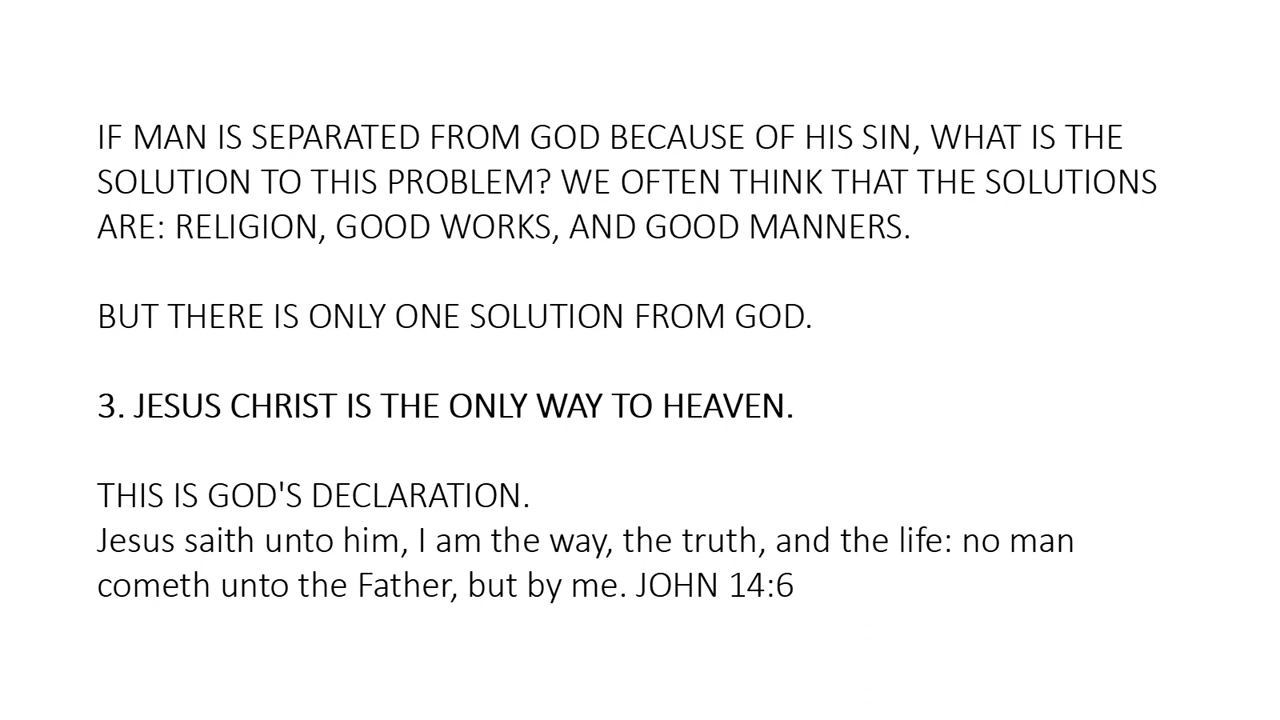 IF MAN IS SEPARATED FROM GOD BECAUSE OF HIS SIN, WHAT IS THE
SOLUTION TO THIS PROBLEM? WE OFTEN THINK THAT THE SOLUTIONS
ARE: RELIGION, GOOD WORKS, AND GOOD MANNERS.
BUT THERE IS ONLY ONE SOLUTION FROM GOD.
3. JESUS CHRIST IS THE ONLY WAY TO HEAVEN.
THIS IS GOD'S DECLARATION.
Jesus saith unto him, I am the way, the truth, and the life: no man
cometh unto the Father, but by me. JOHN 14:6